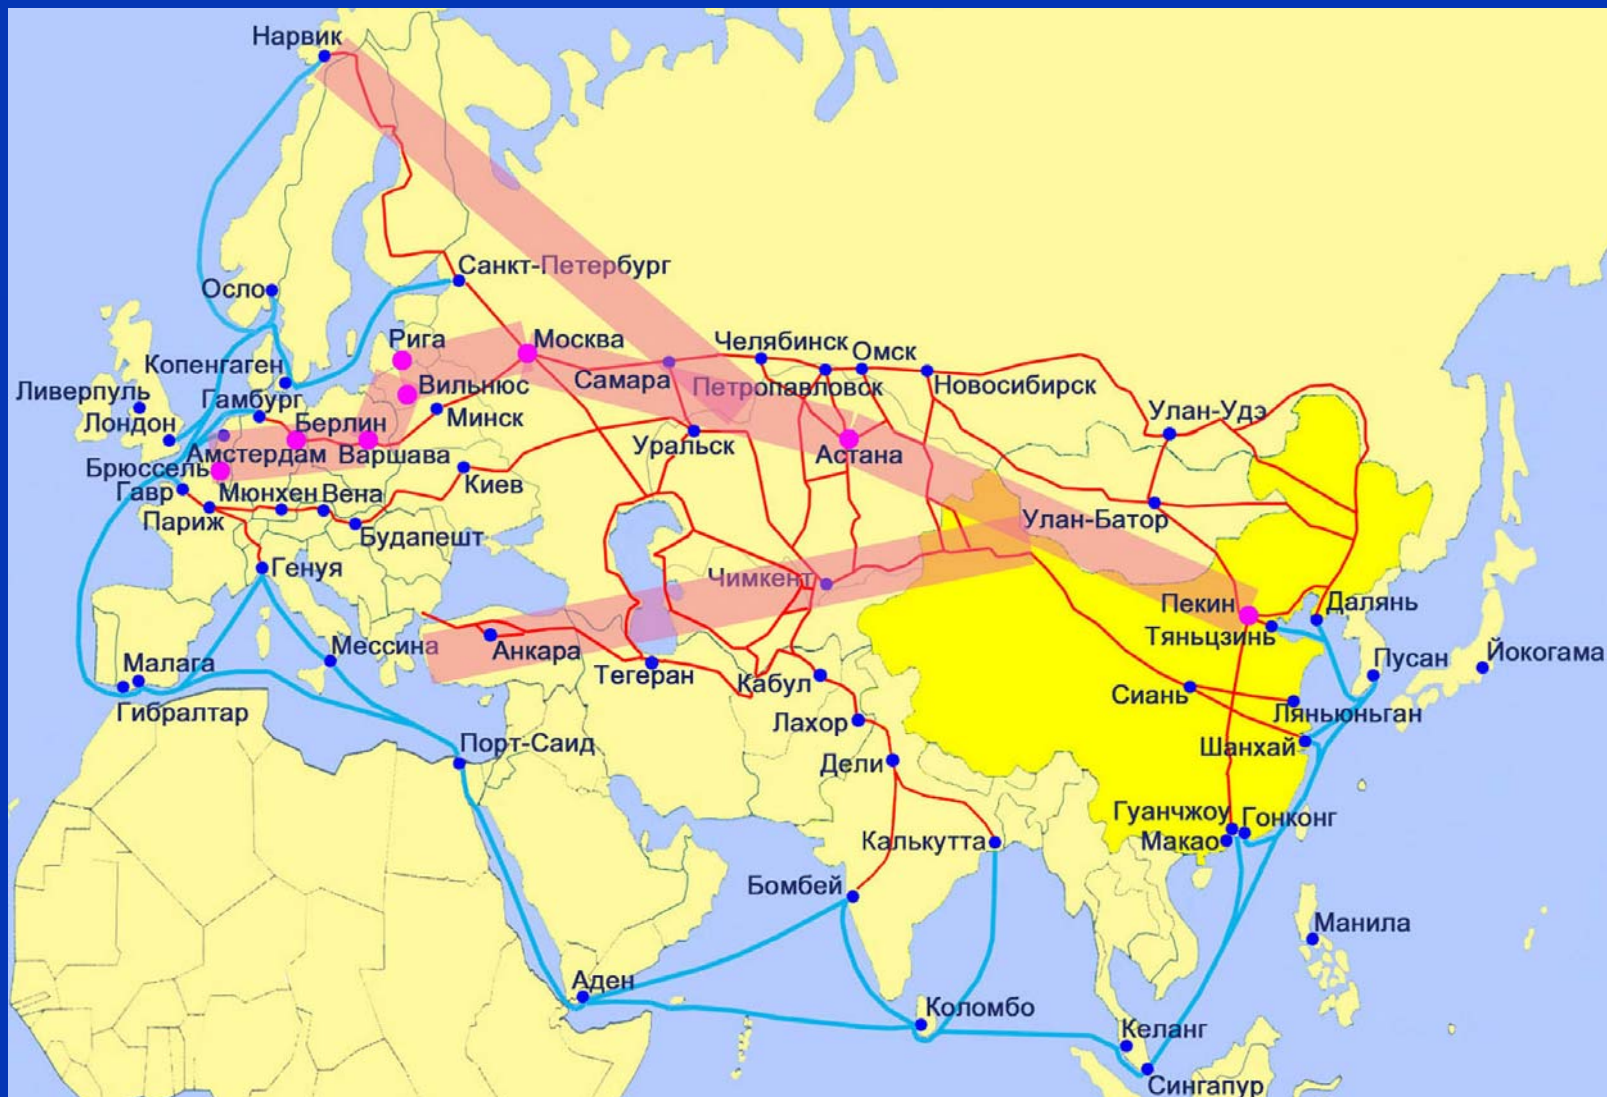 Нарвик
Санкт-Петербург
Осло
Рига
Москва
Челябинск
Омск
Копенгаген
Самара
Петропавловск
Новосибирск
Ливерпуль
Вильнюс
Гамбург
Минск
Улан-Удэ
Лондон
Берлин
Уральск
Астана
Амстердам
Варшава
Брюссель
Киев
Гавр
Мюнхен
Вена
Париж
Улан-Батор
Будапешт
Генуя
Чимкент
Пекин
Далянь
Тяньцзинь
Мессина
Анкара
Йокогама
Малага
Тегеран
Кабул
Пусан
Сиань
Гибралтар
Ляньюньган
Лахор
Шанхай
Порт-Саид
Дели
Гуанчжоу
Гонконг
Калькутта
Макао
Бомбей
Манила
Аден
Коломбо
Келанг
Сингапур